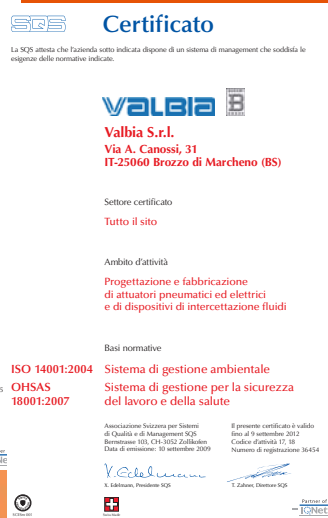 SQS
Certificato
La SQS attesta che l'azienda sotto indicata dispone di un sistema di management che soddisfa le
esigenze delle normative indicate.
VALBIA B
Valbia S.r.l.
Via A. Canossi, 31
IT-25060 Brozzo di Marcheno (BS)
Settore certificato
Tutto il sito
Ambito d'attività
Progettazione e fabbricazione
di attuatori pneumatici ed elettrici
e di dispositivi di intercettazione fluidi
Basi normative
ISO 14001:2004 Sistema di gestione ambientale
OHSAS Sistema di gestione per la sicurezza
18001:2007 del lavoro e della salute
Associazione Svizzera per Sistemi
di Qualità e di Management SQS
Bernstrasse 103, CH-3052 Zollikofen
Data di emissione: 10 settembre 2009
Il presente certificato è valido
fino al 9 settembre 2012
Codice d'attività 17, 18
Numero di registrazione 36454
X. Edelmann
X. Edelmann, Presidente SQS
T. Zahner, Direttore SQS
Swiss Made
Partner of
IQNet